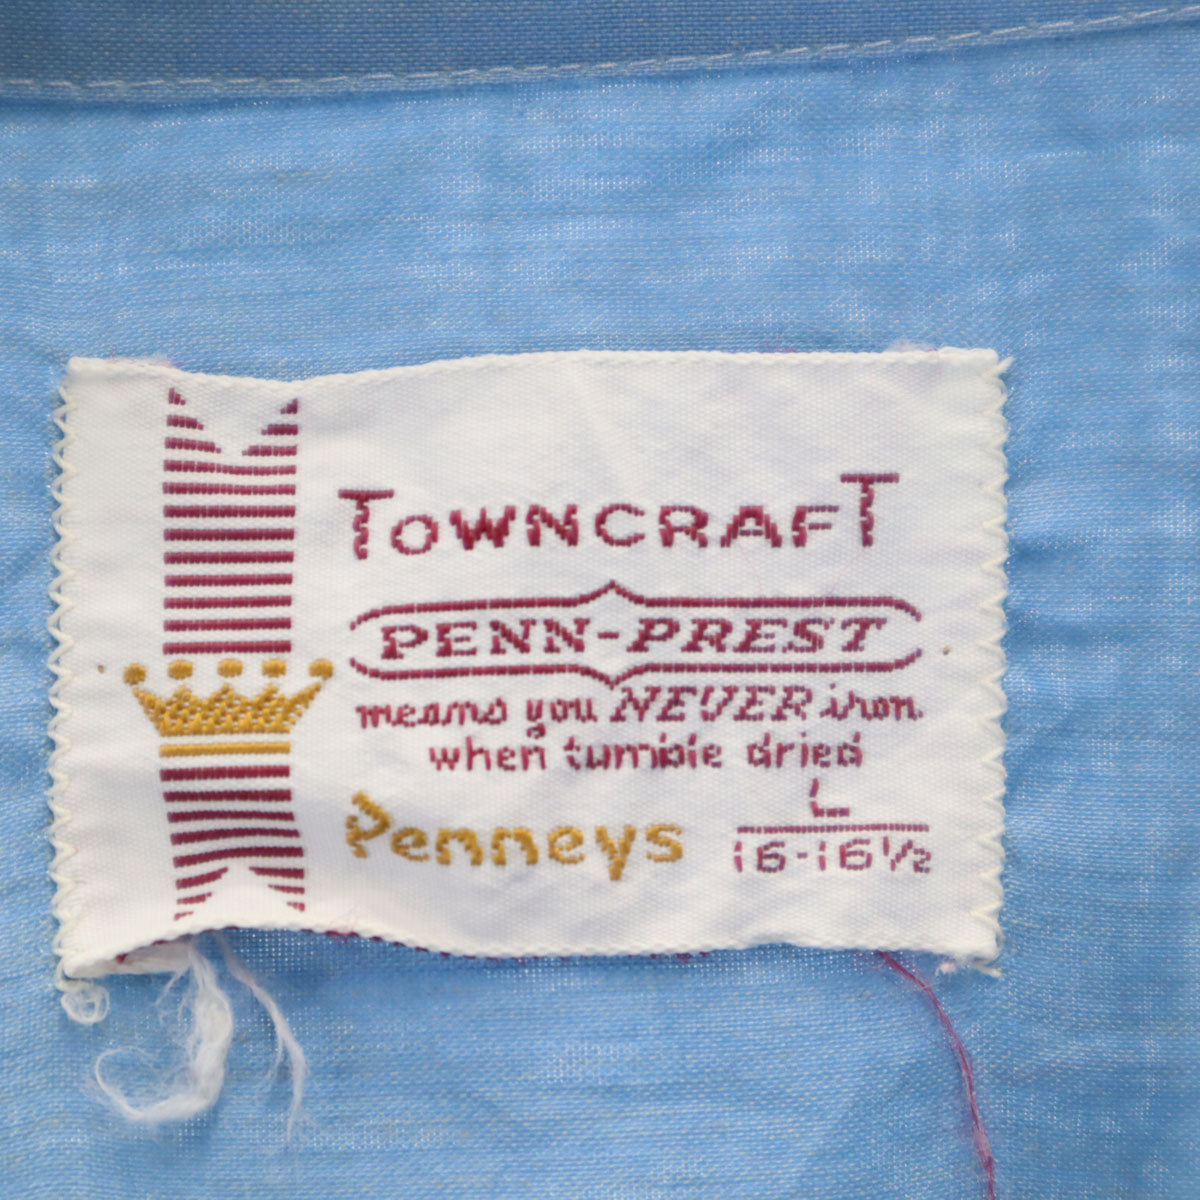 TOWNCRAFT
PENN-PREST
means you NEVER iron
when tumble dried
Penneys
L
16-16½